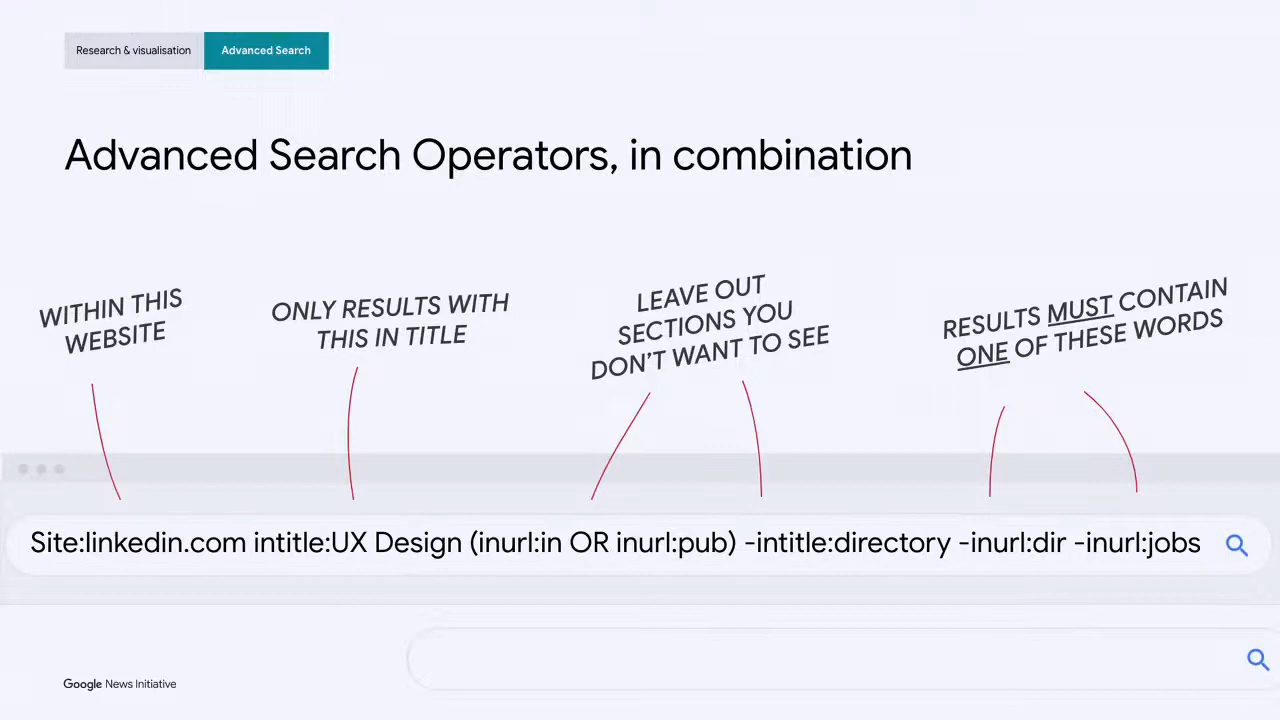 Research & visualisation
Advanced Search
Advanced Search Operators, in combination
WITHIN THIS
WEBSITE
ONLY RESULTS WITH
THIS IN TITLE
LEAVE OUT
SECTIONS YOU
DON'T WANT TO SEE
RESULTS MUST CONTAIN
ONE OF THESE WORDS
Site:linkedin.com intitle:UX Design (inurl:in OR inurl:pub) -intitle:directory -inurl:dir -inurl:jobs
Google News Initiative